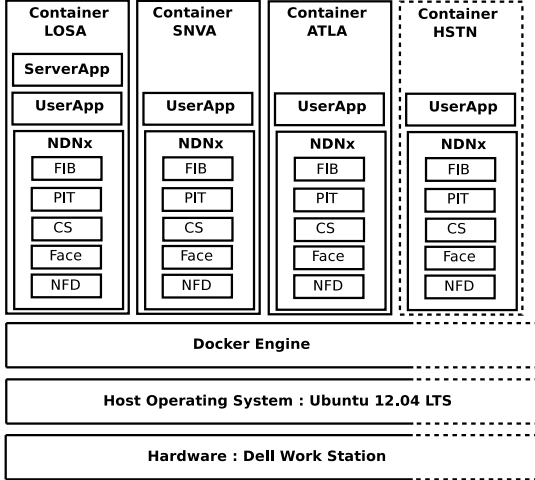 Container
LOSA
ServerApp
UserApp
NDNx
FIB
PIT
CS
Face
NFD
Container
SNVA
UserApp
NDNx
FIB
PIT
CS
Face
NFD
Container
ATLA
UserApp
NDNx
FIB
PIT
CS
Face
NFD
Container
HSTN
UserApp
NDNx
FIB
PIT
CS
Face
NFD
Docker Engine
Host Operating System : Ubuntu 12.04 LTS
Hardware : Dell Work Station